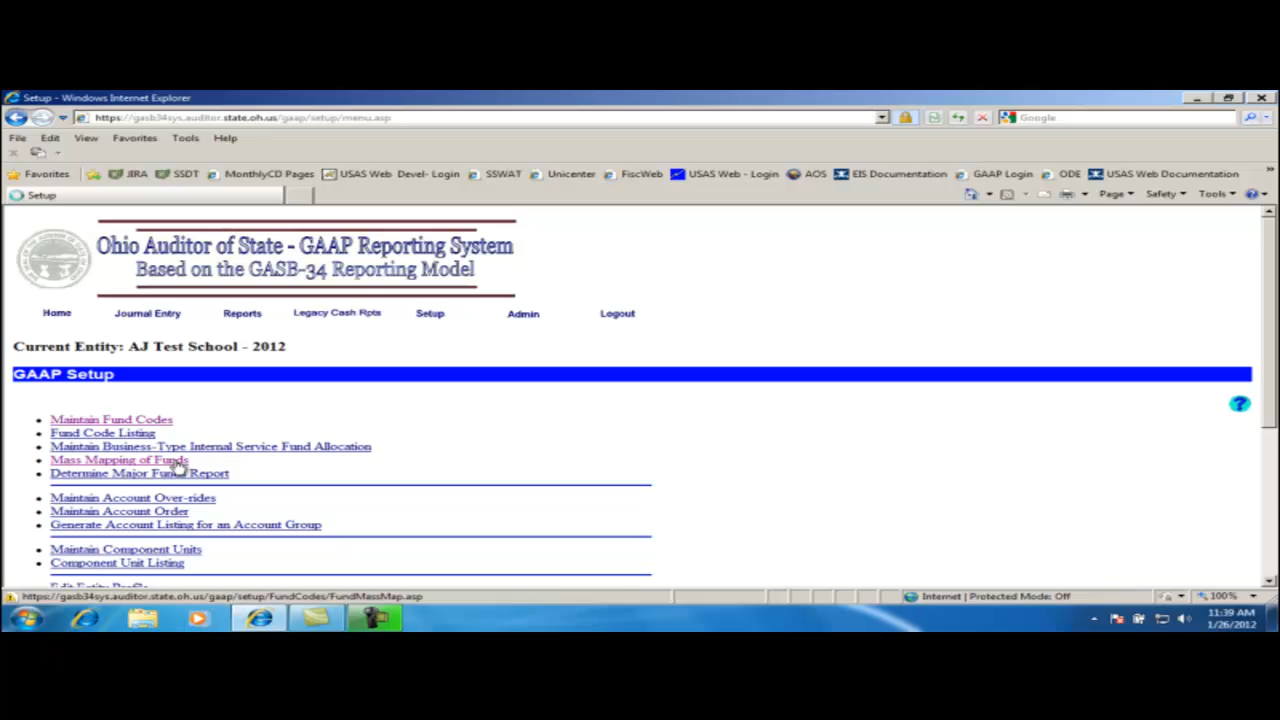 Setup - Windows Internet Explorer
https://gasb34sys.auditor.state.oh.us/gaap/setup/menu.asp
Google
File Edit View Favorites Tools Help
Favorites JIRA SSDT MonthlyCD Pages USAS Web Devel- Login SSWAT Unicenter FiscWeb USAS Web - Login AOS EIS Documentation GAAP Login ODE USAS Web Documentation
Setup
Page Safety Tools
Ohio Auditor of State - GAAP Reporting System
Based on the GASB-34 Reporting Model
Home Journal Entry Reports Legacy Cash Rpts Setup Admin Logout
Current Entity: AJ Test School - 2012
GAAP Setup
?
Maintain Fund Codes
Fund Code Listing
Maintain Business-Type Internal Service Fund Allocation
Mass Mapping of Funds
Determine Major Funds Report
Maintain Account Over-rides
Maintain Account Order
Generate Account Listing for an Account Group
Maintain Component Units
Component Unit Listing
Edit Entity Profile
https://gasb34sys.auditor.state.oh.us/gaap/setup/FundCodes/FundMassMap.asp
Internet | Protected Mode: Off
100%
11:39 AM
1/26/2012